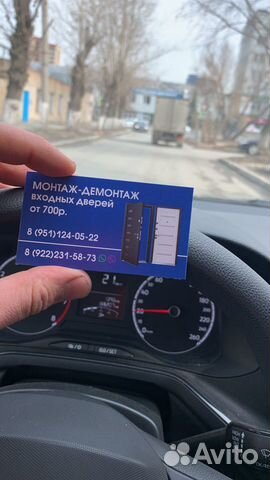 МОНТАЖ-ДЕМОНТАЖ
входных дверей
от 700р.
8 (951)124-05-22
8 (922)231-58-73
Avito